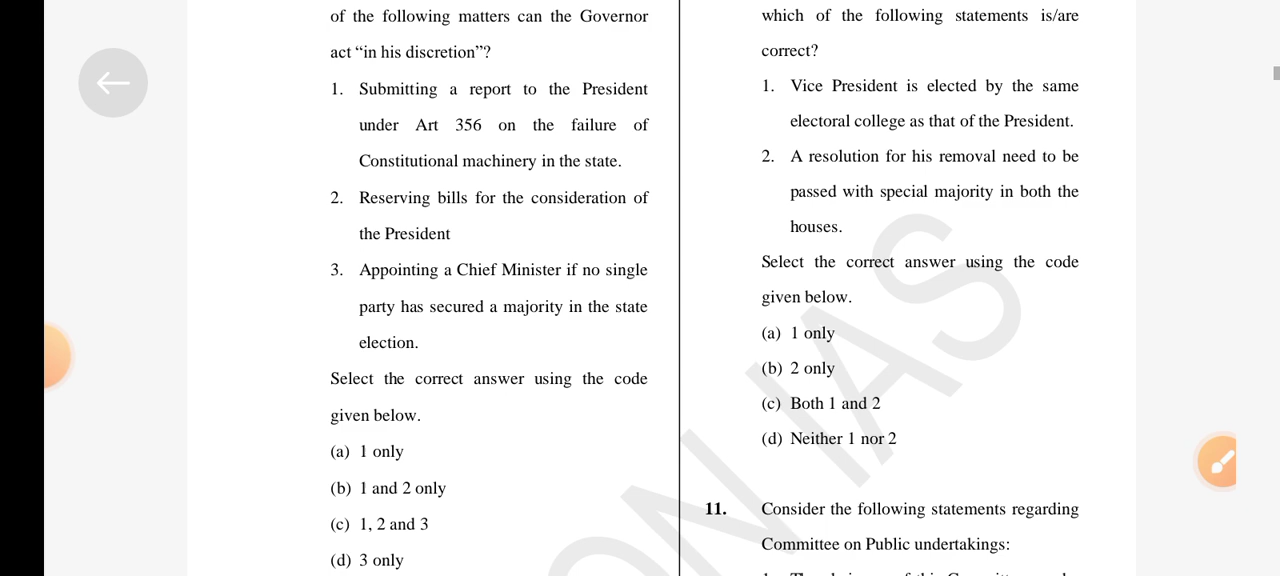 of the following matters can the Governor
act “in his discretion”?
1. Submitting a report to the President
under Art 356 on the failure of
Constitutional machinery in the state.
2. Reserving bills for the consideration of
the President
3. Appointing a Chief Minister if no single
party has secured a majority in the state
election.
Select the correct answer using the code
given below.
(a) 1 only
(b) 1 and 2 only
(c) 1, 2 and 3
(d) 3 only
which of the following statements is/are
correct?
1. Vice President is elected by the same
electoral college as that of the President.
2. A resolution for his removal need to be
passed with special majority in both the
houses.
Select the correct answer using the code
given below.
(a) 1 only
(b) 2 only
(c) Both 1 and 2
(d) Neither 1 nor 2
11. Consider the following statements regarding
Committee on Public undertakings:
ON IAS